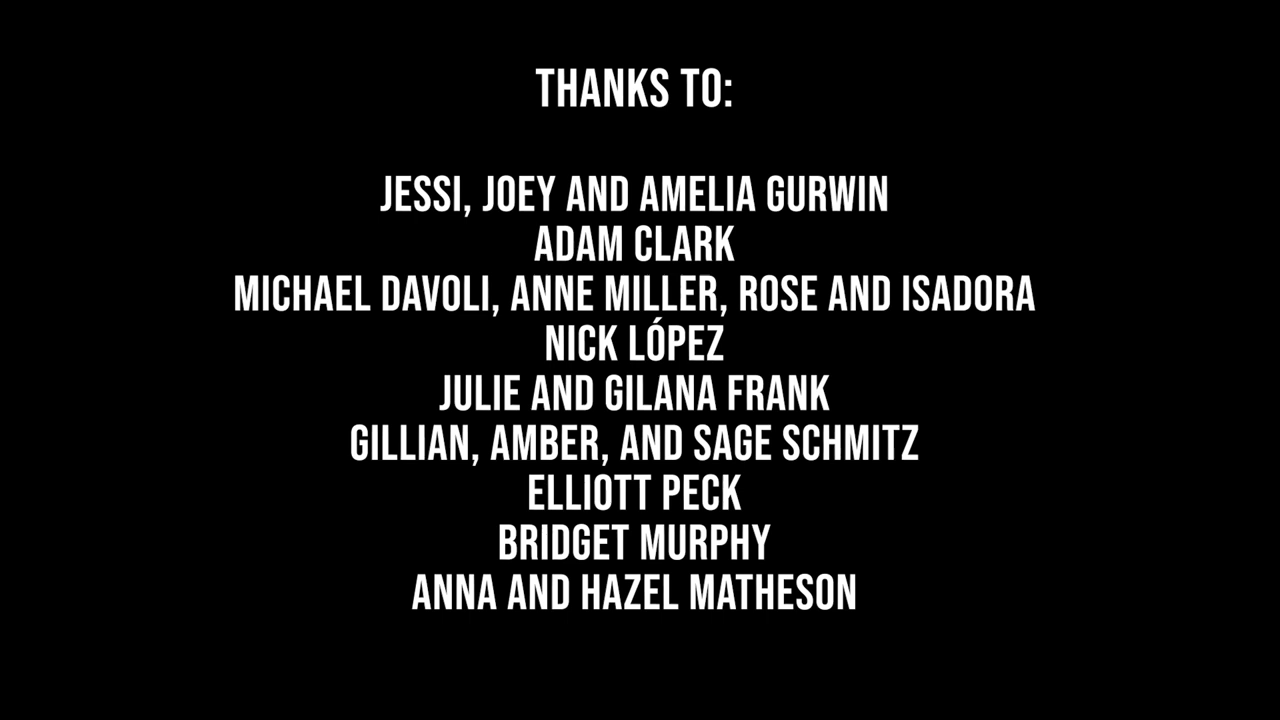 THANKS TO:
JESSI, JOEY AND AMELIA GURWIN
ADAM CLARK
MICHAEL DAVOLI, ANNE MILLER, ROSE AND ISADORA
NICK LÓPEZ
JULIE AND GILANA FRANK
GILLIAN, AMBER, AND SAGE SCHMITZ
ELLIOTT PECK
BRIDGET MURPHY
ANNA AND HAZEL MATHESON